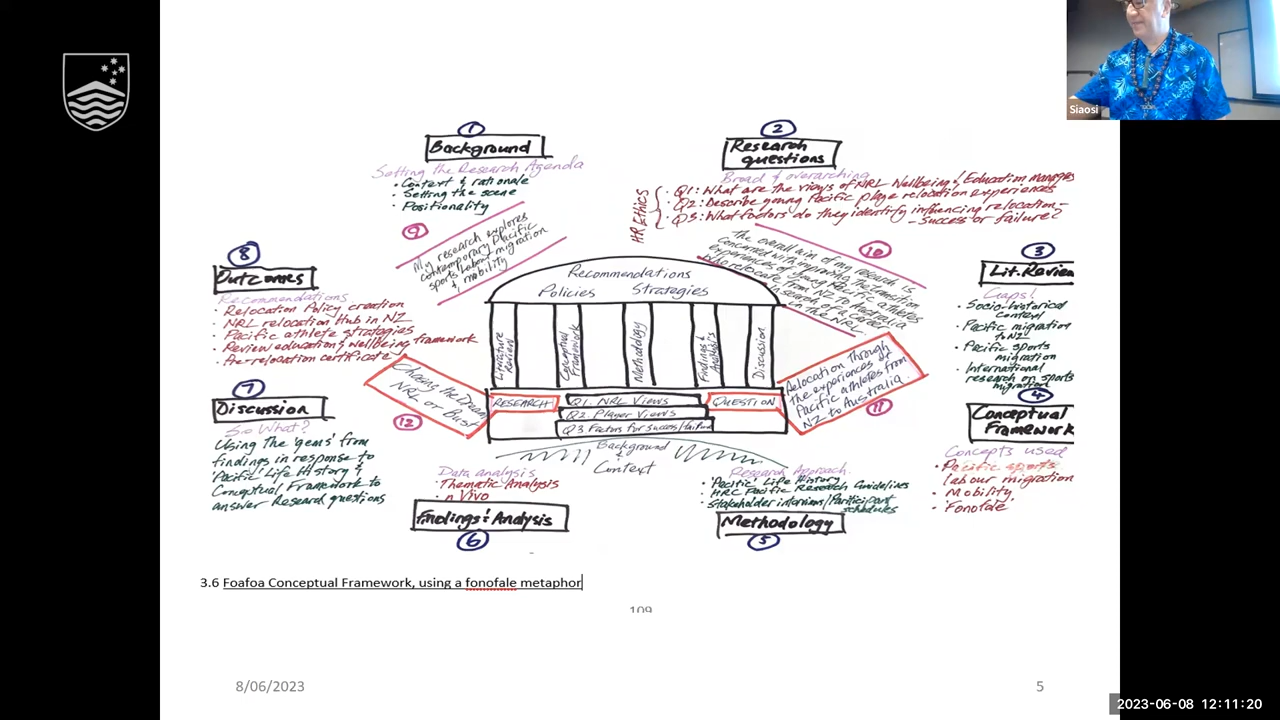 Siaosi
1
Background
Setting the Research Agenda
• Context & rationale
• Setting the scene
• Positionality
2
Research
questions
Broad & overarching
HR Ethics
• Q1: What are the views of NRL Wellbeing & Education manages
• Q2: Describe young Pacific playe relocation experiences
• Q3: What factors do they identify influencing relocation -
- Succes or failure?
9
My research explores
contemporary Pacific
sports labour migration
& mobility
10
The overall aim of my research is
concerned with improving the transition
experiences of young Pacific athletes
who relocate from NZ to Australia
in search of a career
in the NRL
8
Outcomes
Recommendations
• Relocation Policy creation
• NRL relocation Hub in NZ
• Pacific athlete strategies
• Review education & Wellbeing framework
• Pre-relocation certificate
3
Lit. Review
Gaps!
• Socio-historical
context
• Pacific migration
to NZ
• Pacific sports
migration
• International
research on sports
migration
Recommendations
Policies Strategies
Literature
Review
Conceptual
Framework
Methodology
Findings &
Analysis
Discussion
RESEARCH
QUESTION
Q1. NRL Views
Q2. Player Views
Q3 Factors for success/failure
Background
&
Context
12
Chasing the Dream
NRL or Bust
11
Relocation Through
the experiences of
Pacific athletes from
NZ to Australia.
7
Discussion
So What?
Using the 'gems' from
findings in response to
'Pacific' Life History &
Conceptual Framework to
answer Research questions
4
Conceptual
Framework
Concepts used
• Pacific sports
labour migration
• Mobility
• Fonofale
Data analysis
• Thematic Analysis
• n Vivo
Findings & Analysis
6
Research Approach.
• 'Pacific' Life History
• HRC Pacific Research Guidelines
• Stakeholder interviews/Participant
schedules
Methodology
5
3.6 Foafoa Conceptual Framework, using a fonofale metaphor
109
8/06/2023
5
2023-06-08 12:11:20